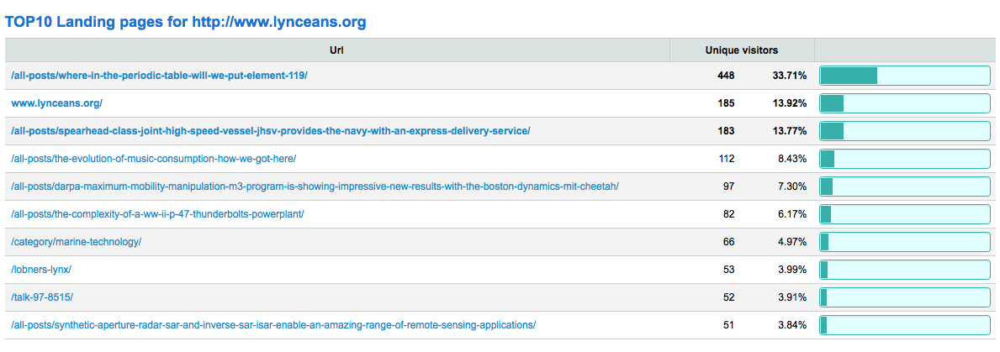 TOP10 Landing pages for http://www.lynceans.org
Url Unique visitors
/all-posts/where-in-the-periodic-table-will-we-put-element-119/ 448 33.71%
www.lynceans.org/ 185 13.92%
/all-posts/spearhead-class-joint-high-speed-vessel-jhsv-provides-the-navy-with-an-express-delivery-service/ 183 13.77%
/all-posts/the-evolution-of-music-consumption-how-we-got-here/ 112 8.43%
/all-posts/darpa-maximum-mobility-manipulation-m3-program-is-showing-impressive-new-results-with-the-boston-dynamics-mit-cheetah/ 97 7.30%
/all-posts/the-complexity-of-a-ww-ii-p-47-thunderbolts-powerplant/ 82 6.17%
/category/marine-technology/ 66 4.97%
/lobners-lynx/ 53 3.99%
/talk-97-8515/ 52 3.91%
/all-posts/synthetic-aperture-radar-sar-and-inverse-sar-isar-enable-an-amazing-range-of-remote-sensing-applications/ 51 3.84%